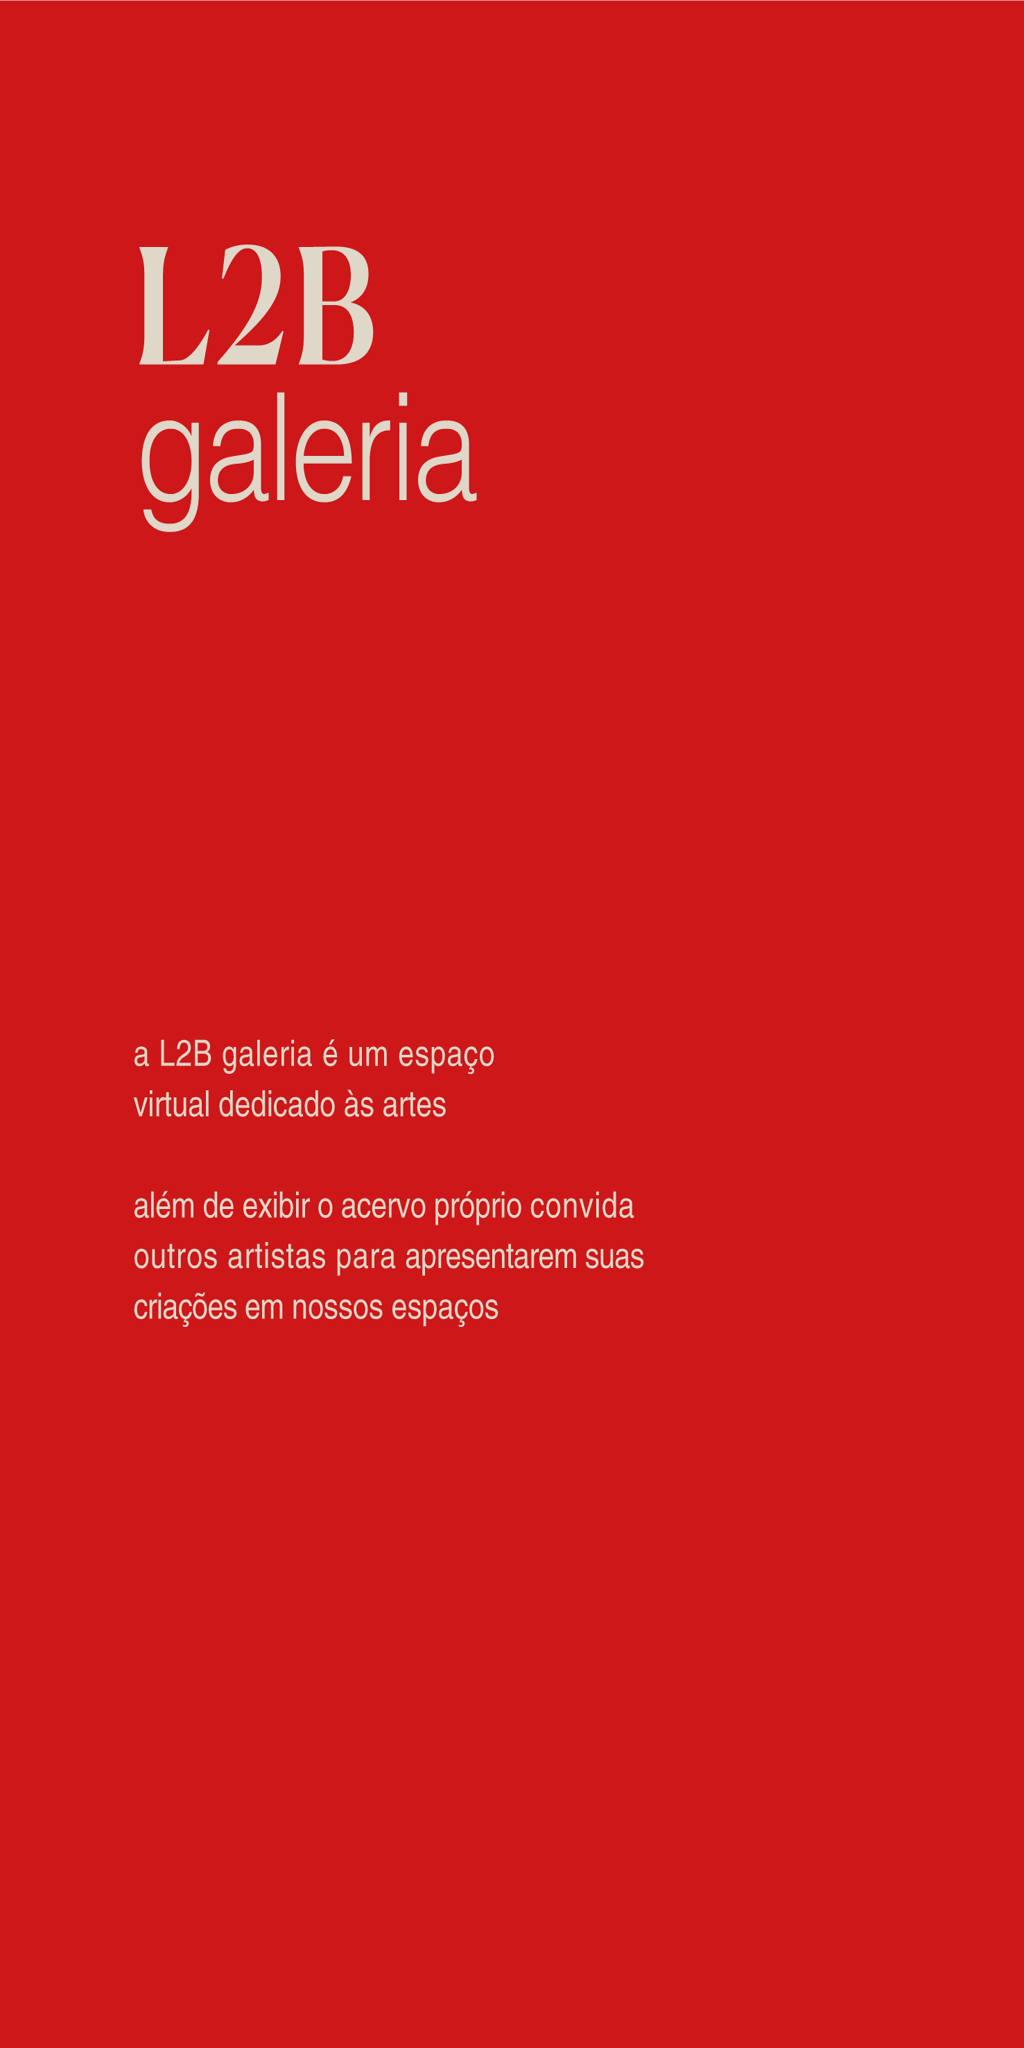 L2B
galeria
a L2B galeria é um espaço
virtual dedicado às artes
além de exibir o acervo próprio convida
outros artistas para apresentarem suas
criações em nossos espaços